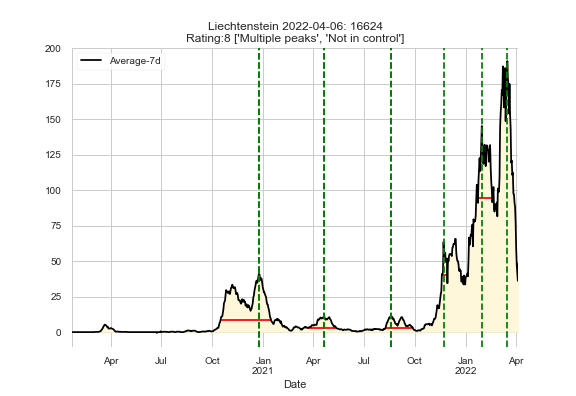 Liechtenstein 2022-04-06: 16624
Rating:8 ['Multiple peaks', 'Not in control']
Average-7d
200
175
150
125
100
75
50
25
0
Apr Jul Oct Jan Apr Jul Oct Jan Apr
2021 2022
Date